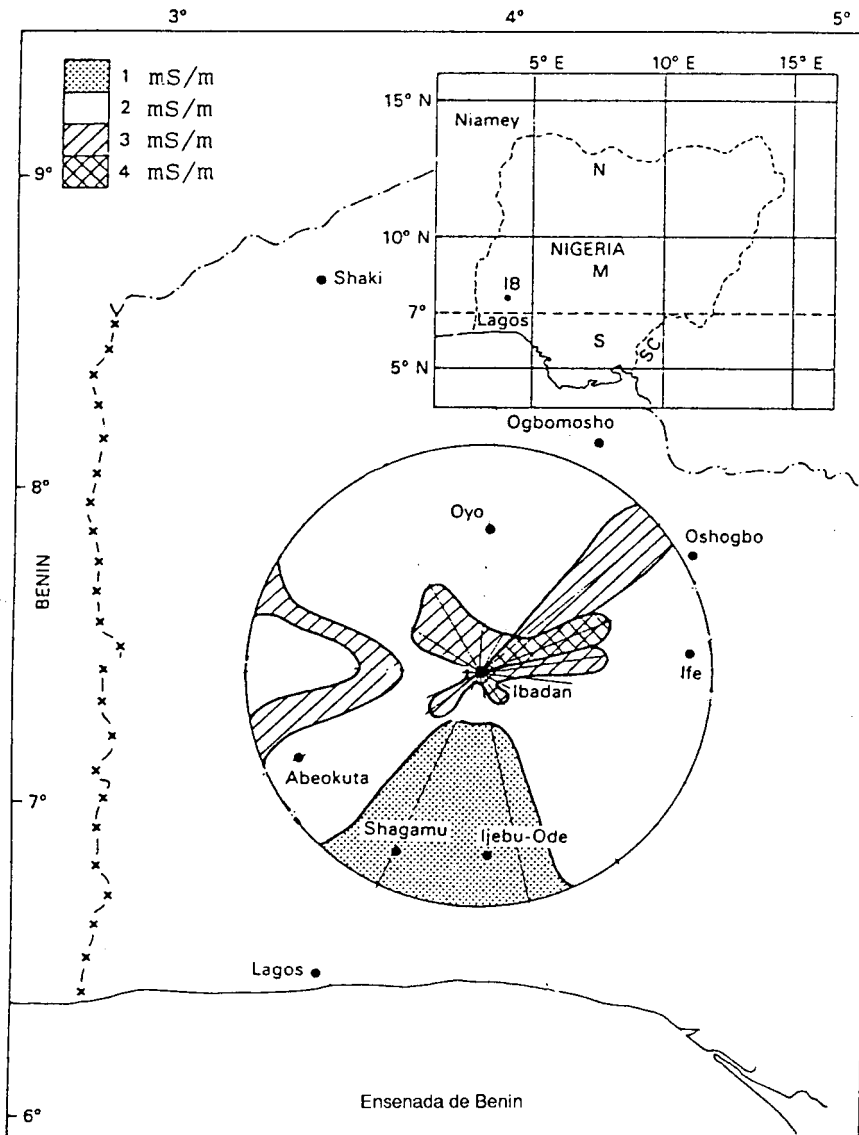 3°
4°
5°
1 mS/m
2 mS/m
3 mS/m
4 mS/m
5° E
10° E
15° E
15° N
10° N
7°
5° N
Niamey
N
NIGERIA
M
IB
Lagos
S
SC
9°
8°
7°
6°
Shaki
Ogbomosho
Oyo
Oshogbo
BENIN
Ibadan
Ife
Abeokuta
Shagamu
Ijebu-Ode
Lagos
Ensenada de Benin